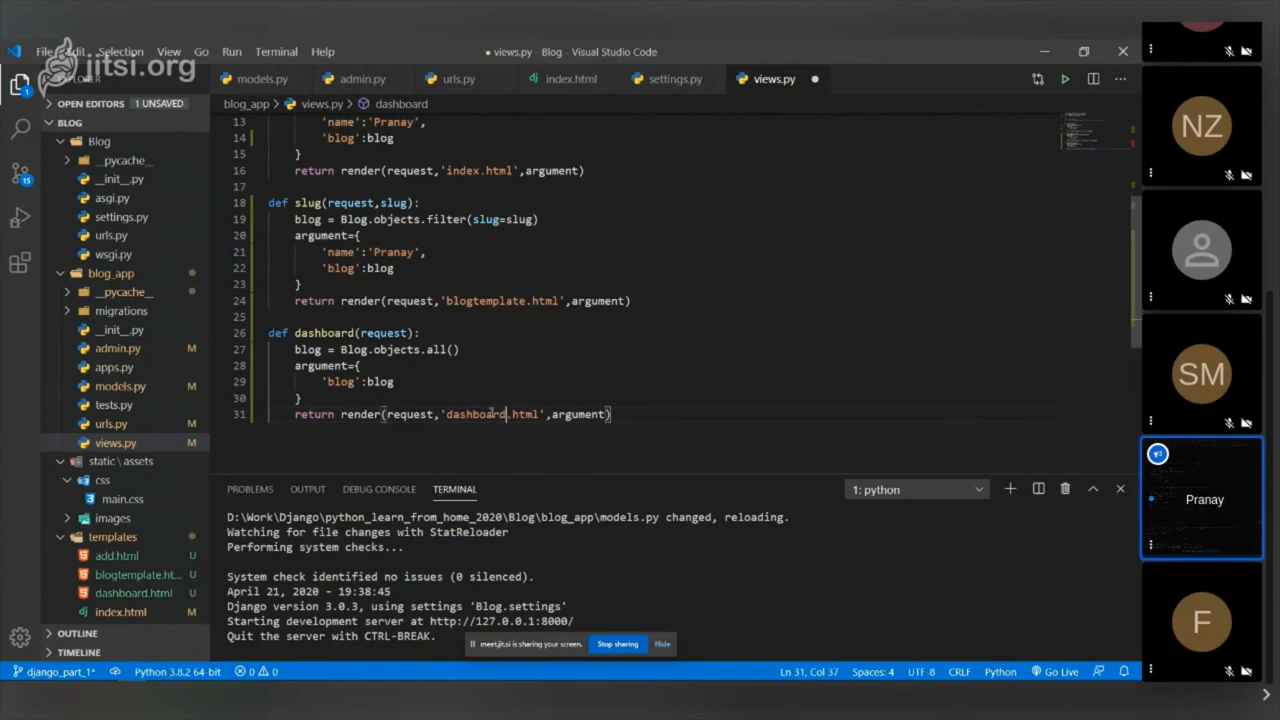 jitsi.org
File Edit Selection View Go Run Terminal Help
● views.py - Blog - Visual Studio Code
EXPLORER
models.py admin.py urls.py dj index.html settings.py views.py
OPEN EDITORS 1 UNSAVED
BLOG
Blog
__pycache__
__init__.py
asgi.py
settings.py
urls.py
wsgi.py
blog_app
__pycache__
migrations
__init__.py
admin.py M
apps.py
models.py M
tests.py
urls.py M
views.py M
static \ assets
css
main.css
images
templates
add.html U
blogtemplate.ht... U
dashboard.html U
dj index.html M
OUTLINE
TIMELINE
1
15
blog_app > views.py > dashboard
13 'name':'Pranay',
14 'blog':blog
15 }
16 return render(request,'index.html',argument)
17
18 def slug(request,slug):
19 blog = Blog.objects.filter(slug=slug)
20 argument={
21 'name':'Pranay',
22 'blog':blog
23 }
24 return render(request,'blogtemplate.html',argument)
25
26 def dashboard(request):
27 blog = Blog.objects.all()
28 argument={
29 'blog':blog
30 }
31 return render(request,'dashboard.html',argument)
PROBLEMS OUTPUT DEBUG CONSOLE TERMINAL 1: python
D:\Work\Django\python_learn_from_home_2020\Blog\blog_app\models.py changed, reloading.
Watching for file changes with StatReloader
Performing system checks...
System check identified no issues (0 silenced).
April 21, 2020 - 19:38:45
Django version 3.0.3, using settings 'Blog.settings'
Starting development server at http://127.0.0.1:8000/
Quit the server with CTRL-BREAK.
meet.jit.si is sharing your screen. Stop sharing Hide
django_part_1* Python 3.8.2 64-bit 0 0 Ln 31, Col 37 Spaces: 4 UTF-8 CRLF Python Go Live
NZ
SM
Pranay
F